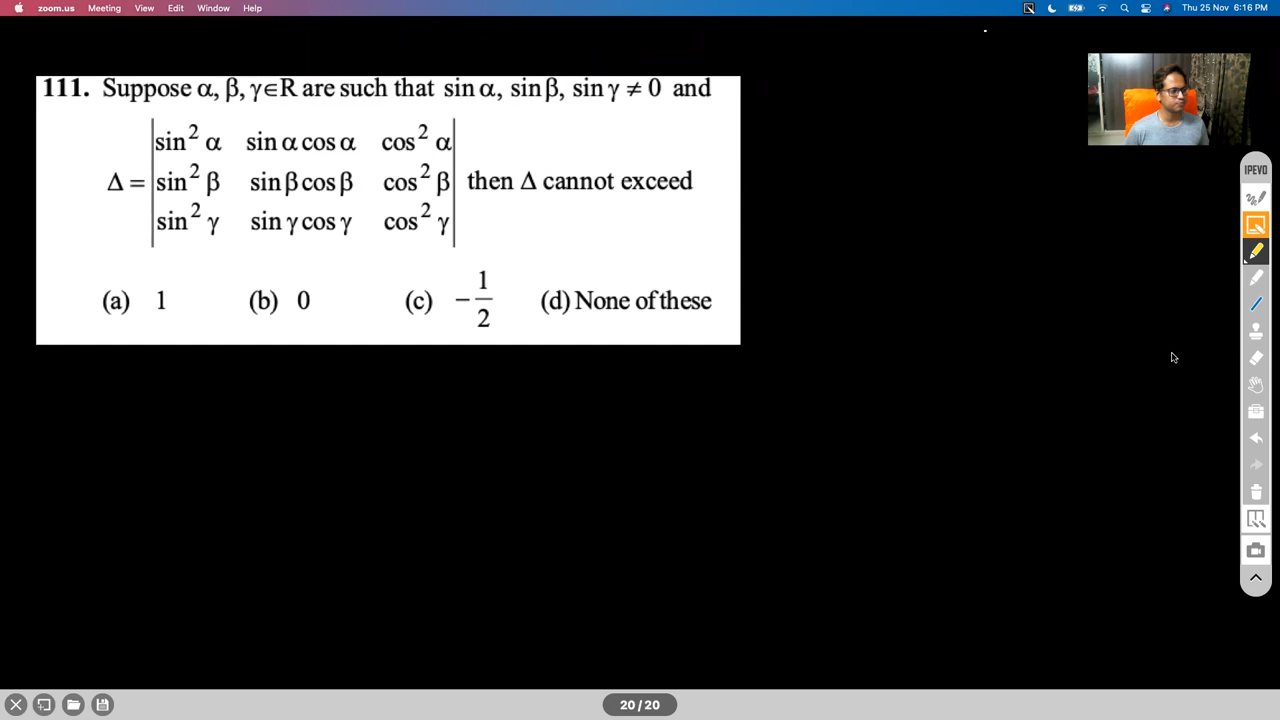 zoom.us Meeting View Edit Window Help Thu 25 Nov 6:16 PM
111. Suppose α, β, γ∈R are such that sin α, sin β, sin γ ≠ 0 and
sin² α sin α cos α cos² α
Δ = sin² β sin β cos β cos² β then Δ cannot exceed
sin² γ sin γ cos γ cos² γ
(a) 1 (b) 0 (c) −1/2 (d) None of these
IPEVO
20 / 20